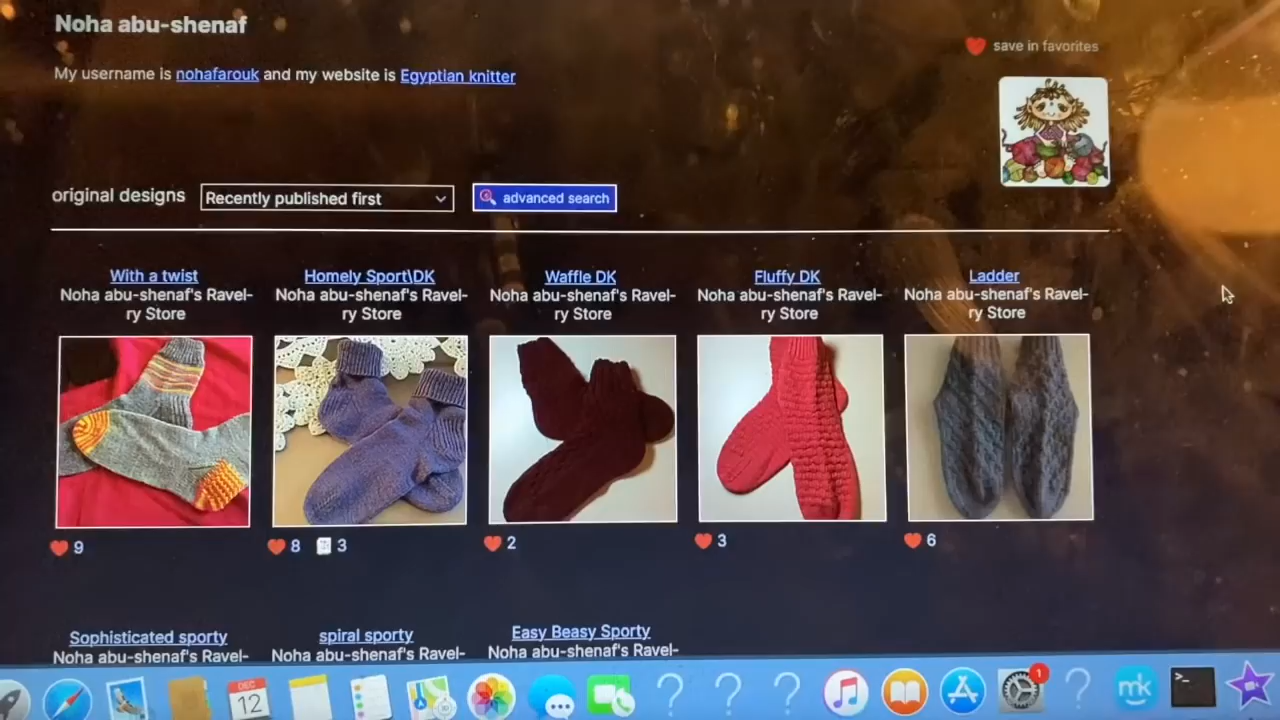 Noha abu-shenaf
save in favorites
My username is nohafarouk and my website is Egyptian knitter
original designs
Recently published first
advanced search
With a twist
Noha abu-shenaf's Ravel-
ry Store
Homely Sport\DK
Noha abu-shenaf's Ravel-
ry Store
Waffle DK
Noha abu-shenaf's Ravel-
ry Store
Fluffy DK
Noha abu-shenaf's Ravel-
ry Store
Ladder
Noha abu-shenaf's Ravel-
ry Store
9
8 3
2
3
6
Sophisticated sporty
Noha abu-shenaf's Ravel-
spiral sporty
Noha abu-shenaf's Ravel-
Easy Beasy Sporty
Noha abu-shenaf's Ravel-
DEC
12
? ? ?
1
?
mk
>_